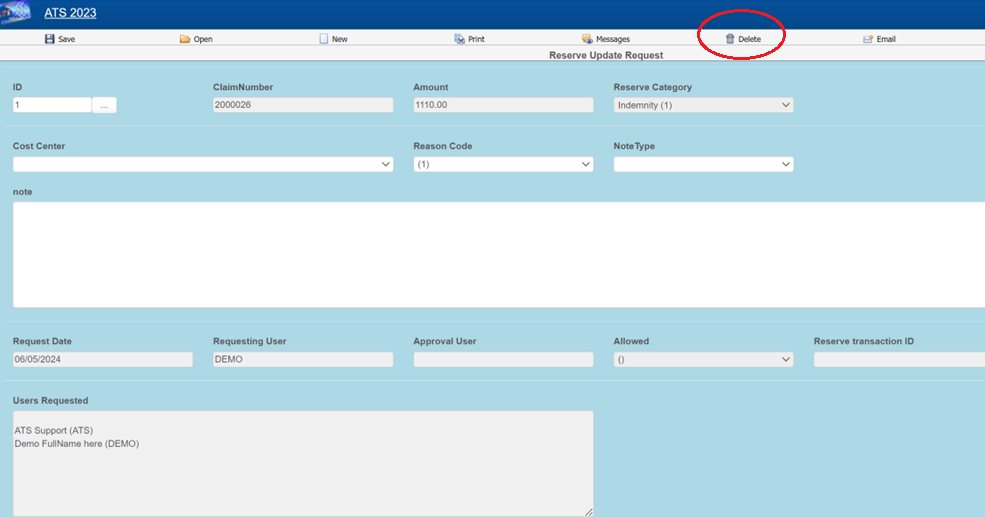 ATS 2023
Save Open New Print Messages Delete Email
Reserve Update Request
ID ClaimNumber Amount Reserve Category
1 ... 2000026 1110.00 Indemnity (1)
Cost Center Reason Code NoteType
(1)
note
Request Date Requesting User Approval User Allowed Reserve transaction ID
06/05/2024 DEMO ()
Users Requested
ATS Support (ATS)
Demo FullName here (DEMO)